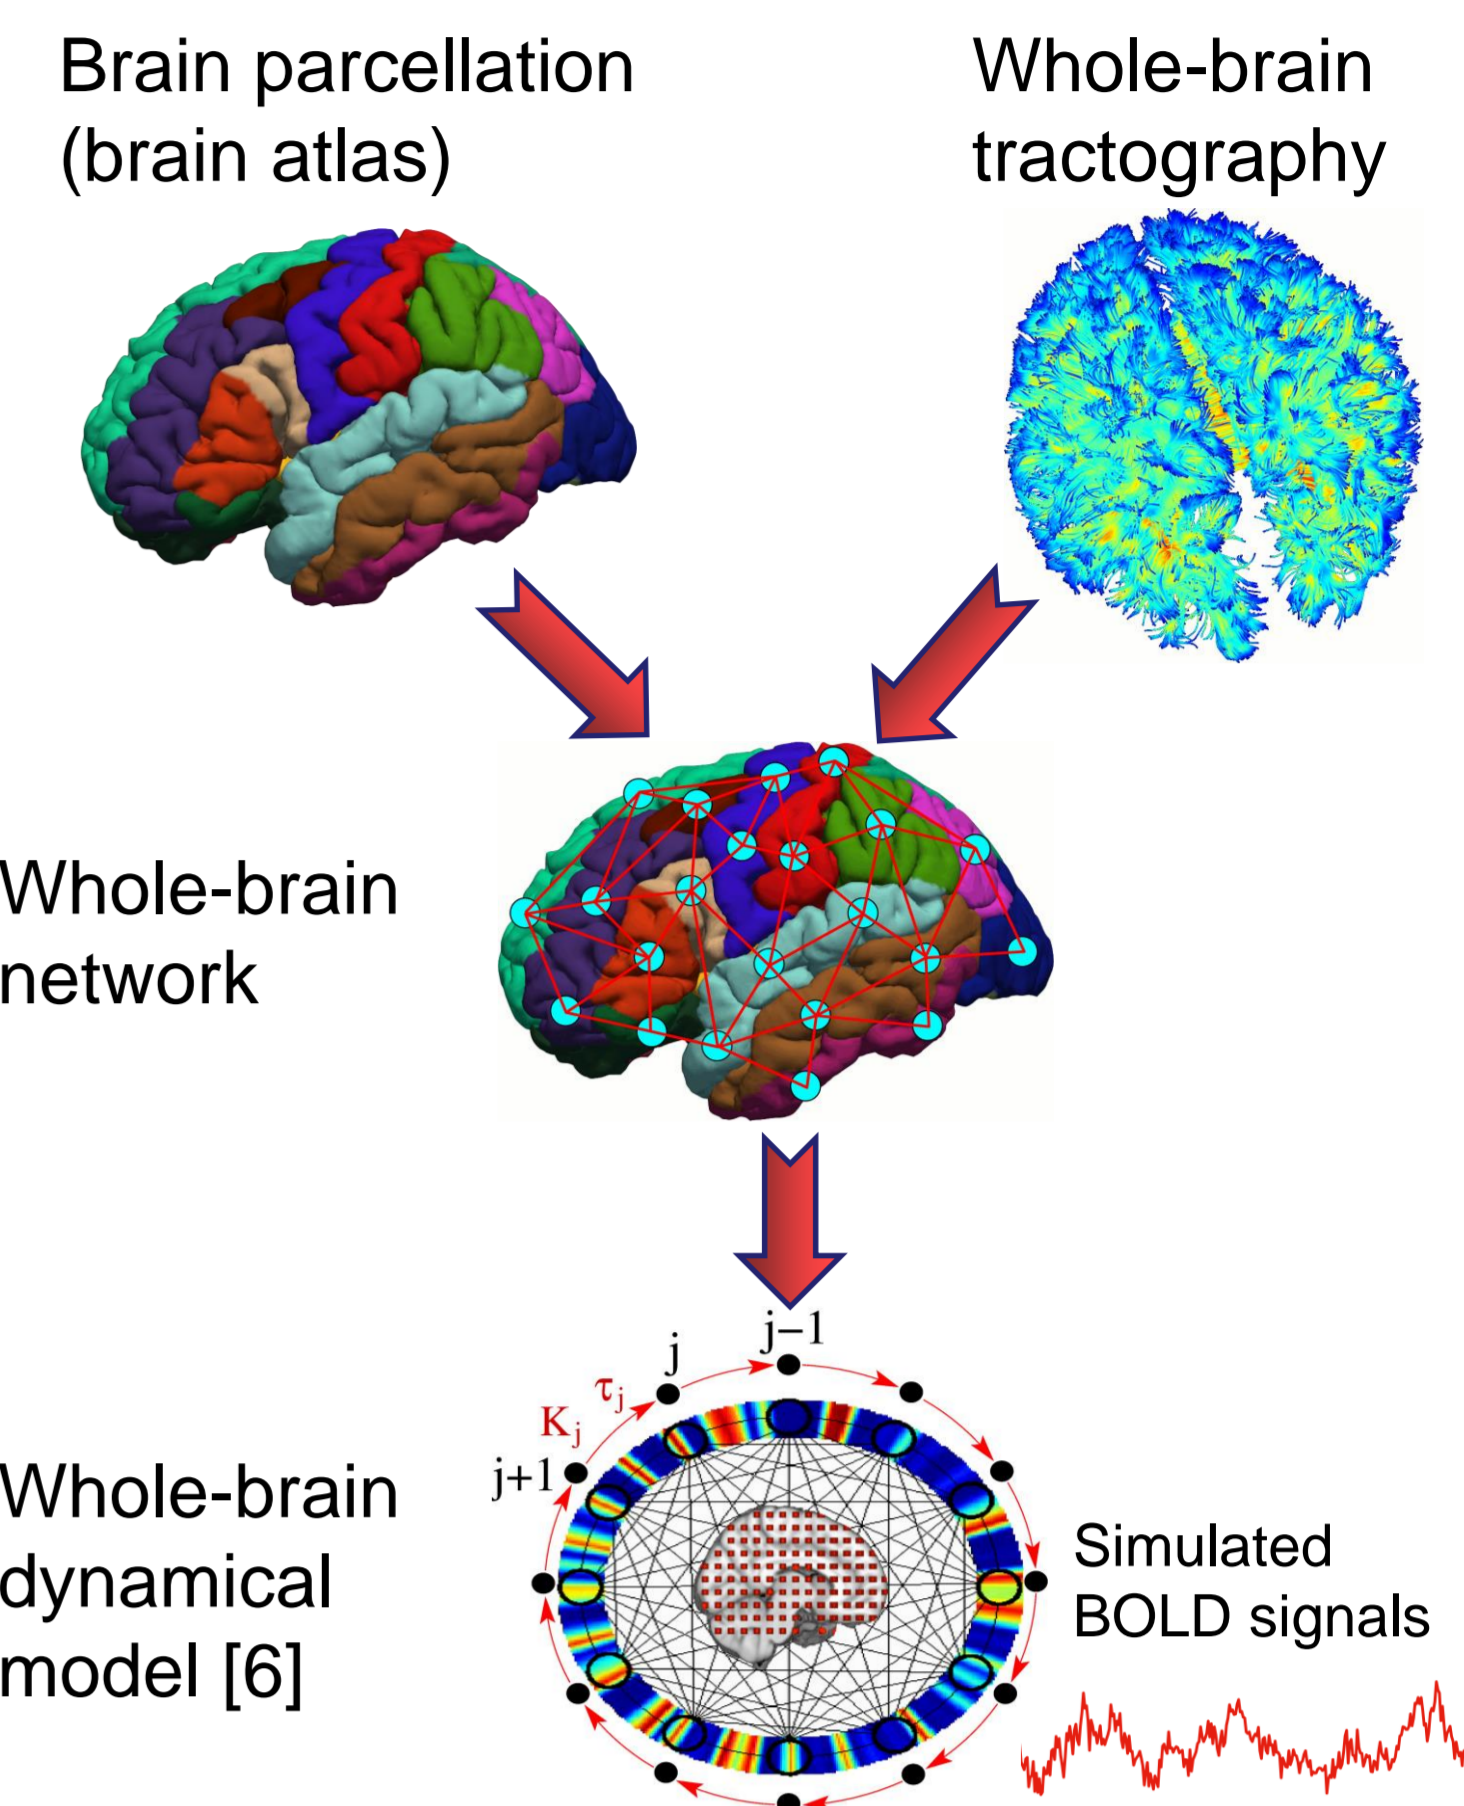 Brain parcellation
(brain atlas)
Whole-brain
tractography
Whole-brain
network
j−1
j
τj
Kj
j+1
Whole-brain
dynamical
model [6]
Simulated
BOLD signals